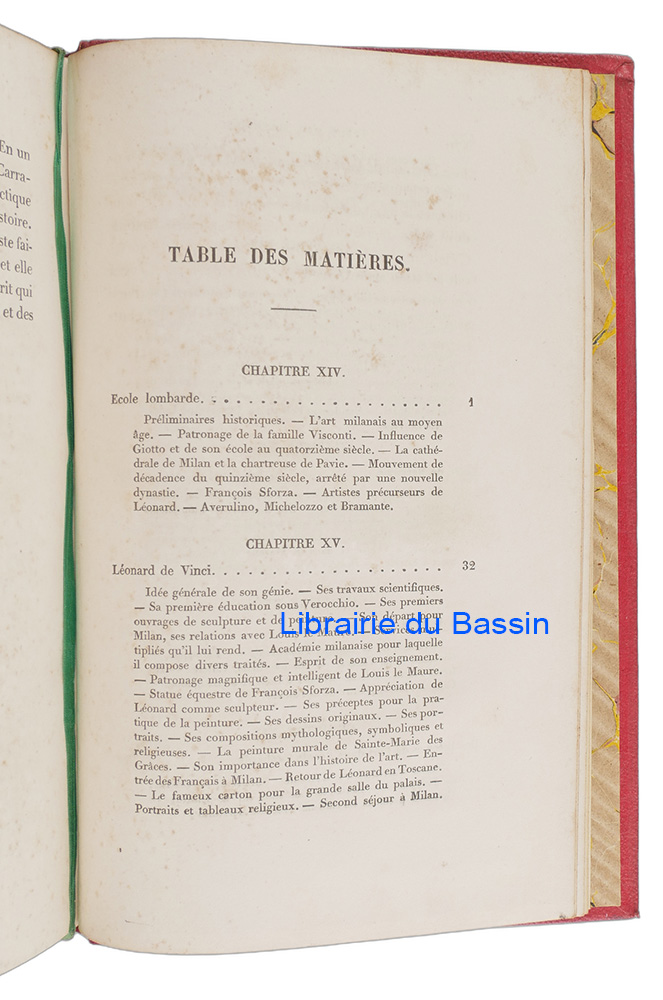 En un
Carra-
ctique
stoire.
ste fai-
et elle
rit qui
et des
TABLE DES MATIÈRES.
CHAPITRE XIV.
Ecole lombarde. . . . . . . . . . . . . . . . . . . . 1
Préliminaires historiques. — L'art milanais au moyen
âge. — Patronage de la famille Visconti. — Influence de
Giotto et de son école au quatorzième siècle. — La cathé-
drale de Milan et la chartreuse de Pavie. — Mouvement de
décadence du quinzième siècle, arrêté par une nouvelle
dynastie. — François Sforza. — Artistes précurseurs de
Léonard. — Averulino, Michelozzo et Bramante.
CHAPITRE XV.
Léonard de Vinci. . . . . . . . . . . . . . . . . . . 32
Idée générale de son génie. — Ses travaux scientifiques.
— Sa première éducation sous Verocchio. — Ses premiers
ouvrages de sculpture et de peinture. — Son départ pour
Milan, ses relations avec Louis le Maure. — Services mul-
tipliés qu'il lui rend. — Académie milanaise pour laquelle
il compose divers traités. — Esprit de son enseignement.
— Patronage magnifique et intelligent de Louis le Maure.
— Statue équestre de François Sforza. — Appréciation de
Léonard comme sculpteur. — Ses préceptes pour la pra-
tique de la peinture. — Ses dessins originaux. — Ses por-
traits. — Ses compositions mythologiques, symboliques et
religieuses. — La peinture murale de Sainte-Marie des
Grâces. — Son importance dans l'histoire de l'art. — En-
trée des Français à Milan. — Retour de Léonard en Toscane.
— Le fameux carton pour la grande salle du palais. —
Portraits et tableaux religieux. — Second séjour à Milan.
Librairie du Bassin